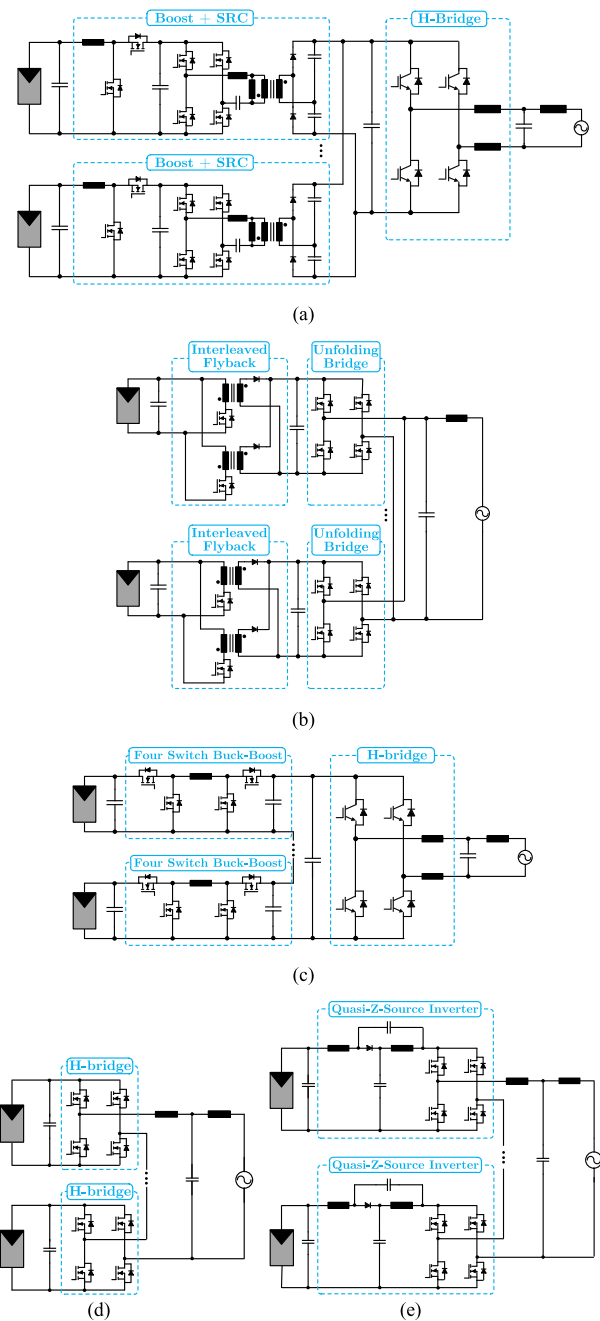 Boost + SRC
H-Bridge
Boost + SRC
(a)
Interleaved
Flyback
Unfolding
Bridge
Interleaved
Flyback
Unfolding
Bridge
(b)
Four Switch Buck-Boost
H-bridge
Four Switch Buck-Boost
(c)
Quasi-Z-Source Inverter
H-bridge
Quasi-Z-Source Inverter
H-bridge
(d)
(e)